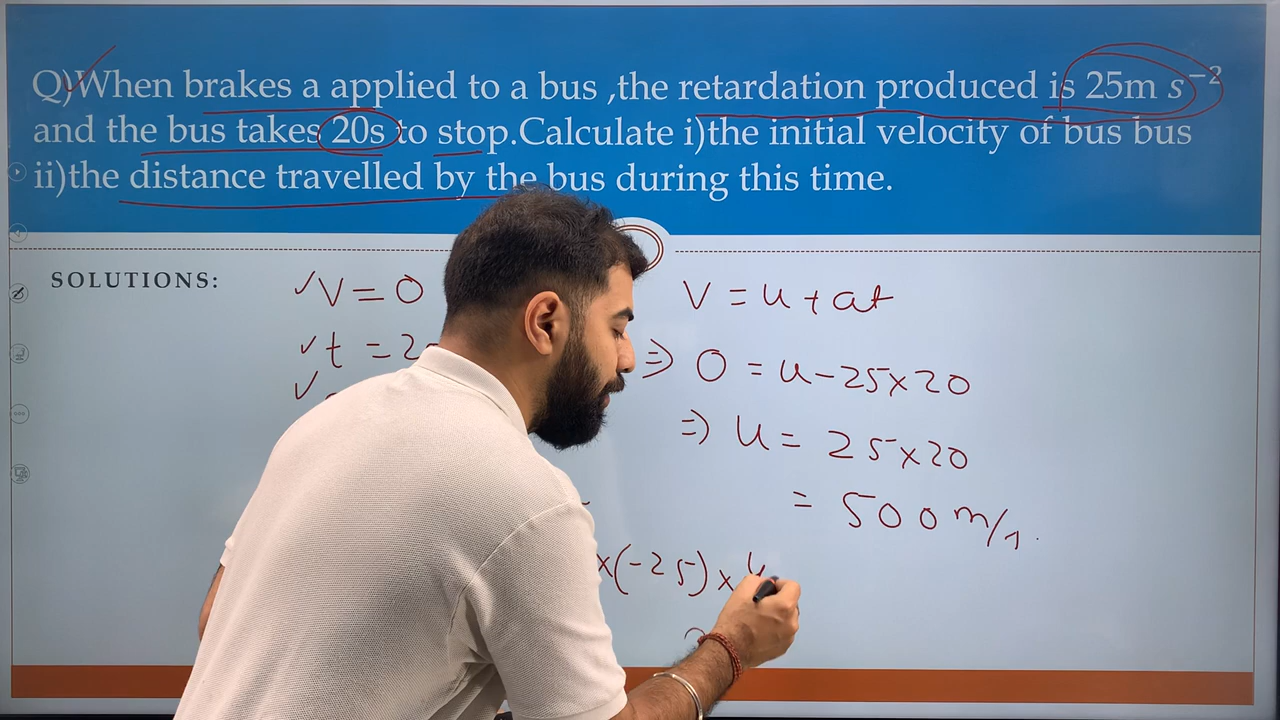 Q)When brakes a applied to a bus ,the retardation produced is 25m s⁻²
and the bus takes 20s to stop.Calculate i)the initial velocity of bus bus
ii)the distance travelled by the bus during this time.
SOLUTIONS:
V = 0
t = 2
V = u + at
⇒ 0 = u - 25 x 20
⇒ u = 25 x 20
= 500 m/s.
x (-25) x 4